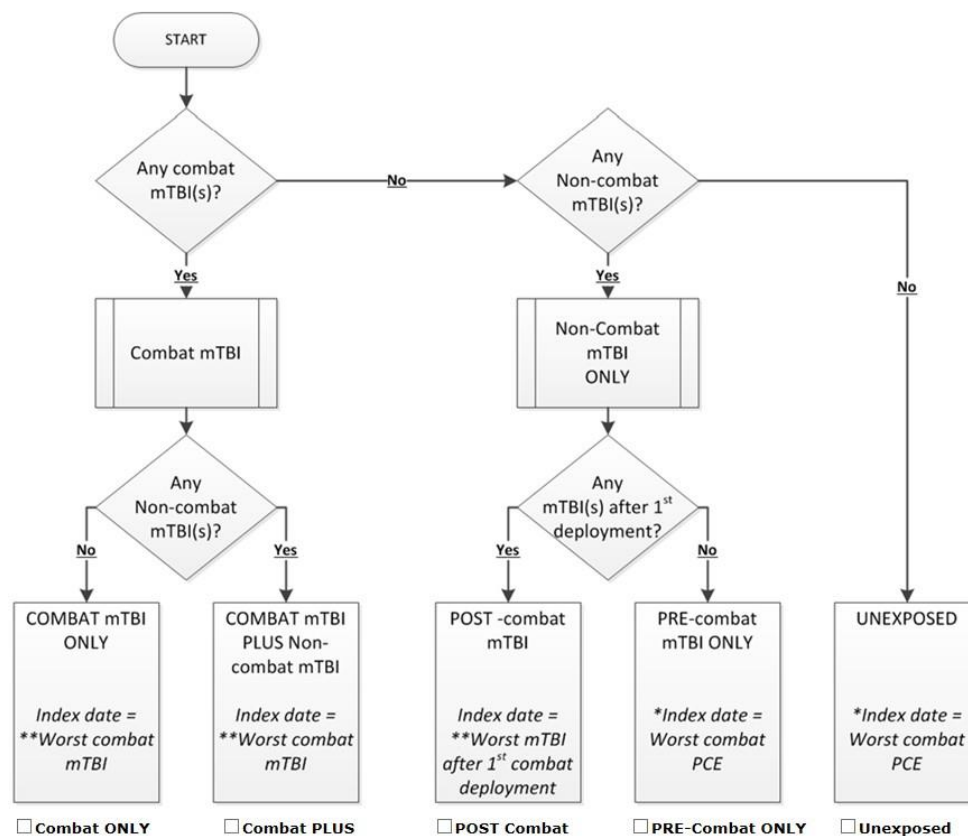 START
Any combat
mTBI(s)?
No
Any
Non-combat
mTBI(s)?
Yes
Yes
No
Combat mTBI
Non-Combat
mTBI
ONLY
Any
Non-combat
mTBI(s)?
Any
mTBI(s) after 1st
deployment?
No
Yes
Yes
No
COMBAT mTBI
ONLY
Index date =
**Worst combat
mTBI
COMBAT mTBI
PLUS Non-
combat mTBI
Index date =
**Worst combat
mTBI
POST -combat
mTBI
Index date =
**Worst mTBI
after 1st combat
deployment
PRE-combat
mTBI ONLY
*Index date =
Worst combat
PCE
UNEXPOSED
*Index date =
Worst combat
PCE
Combat ONLY
Combat PLUS
POST Combat
PRE-Combat ONLY
Unexposed